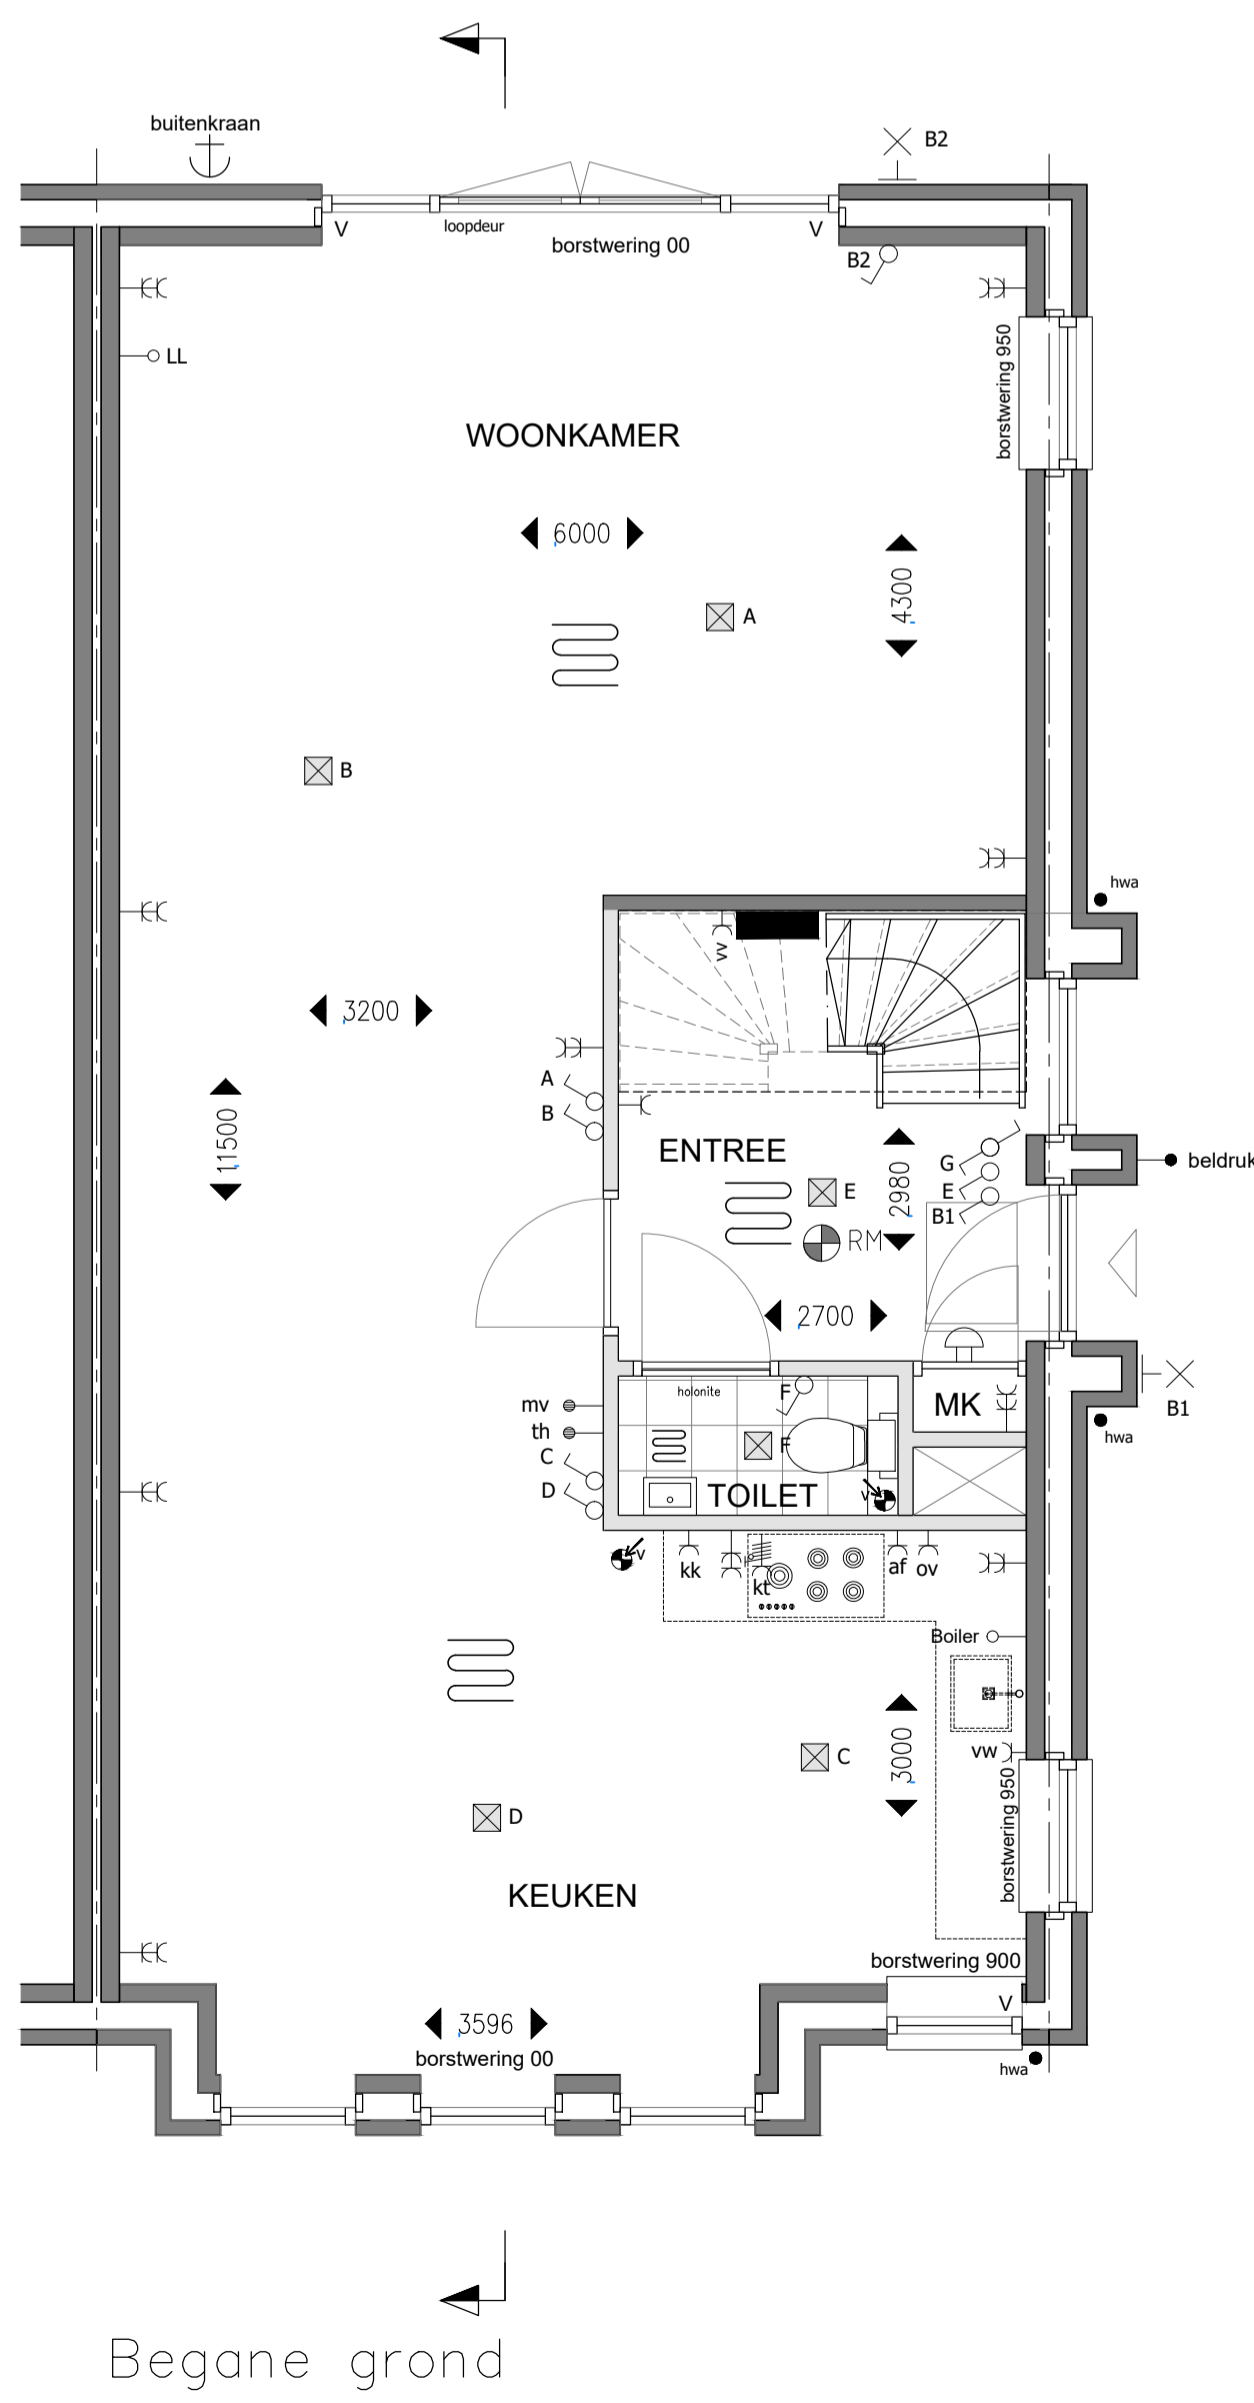 buitenkraan
B2
V
loopdeur
borstwering 00
V
B2
LL
borstwering 950
WOONKAMER
6000
4300
A
B
hwa
vv
3200
A
B
11500
ENTREE
G
E
B1
beldruk
2980
E
RM
2700
mv
th
C
D
holonite
F
F
TOILET
v
MK
B1
hwa
v
kk
kt
af
ov
Boiler
vw
3000
C
D
borstwering 950
KEUKEN
borstwering 900
V
3596
borstwering 00
hwa
Begane grond